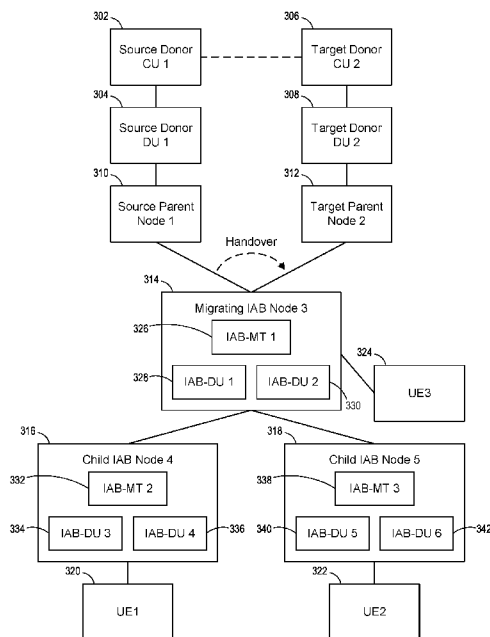 302
306
Source Donor
CU 1
Target Donor
CU 2
304
308
Source Donor
DU 1
Target Donor
DU 2
310
312
Source Parent
Node 1
Target Parent
Node 2
Handover
314
Migrating IAB Node 3
326
IAB-MT 1
324
328
IAB-DU 1
IAB-DU 2
330
UE3
316
318
Child IAB Node 4
Child IAB Node 5
332
IAB-MT 2
338
IAB-MT 3
334
IAB-DU 3
IAB-DU 4
336
340
IAB-DU 5
IAB-DU 6
342
320
322
UE1
UE2